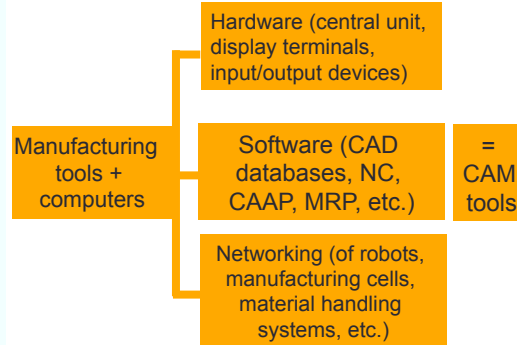 Hardware (central unit,
display terminals,
input/output devices)
Manufacturing
tools +
computers
Software (CAD
databases, NC,
CAAP, MRP, etc.)
=
CAM
tools
Networking (of robots,
manufacturing cells,
material handling
systems, etc.)